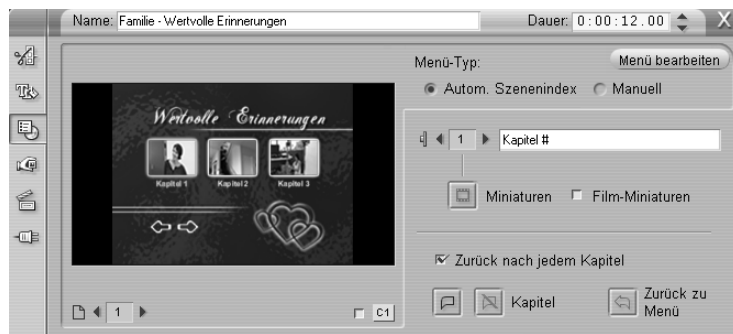 Name: Familie - Wertvolle Erinnerungen Dauer: 0:00:12.00 X
Menü-Typ: Menü bearbeiten
Autom. Szenenindex Manuell
Wertvolle Erinnerungen
1 Kapitel #
Kapitel 1 Kapitel 2 Kapitel 3
Miniaturen Film-Miniaturen
Zurück nach jedem Kapitel
Kapitel Zurück zu Menü
1 C1